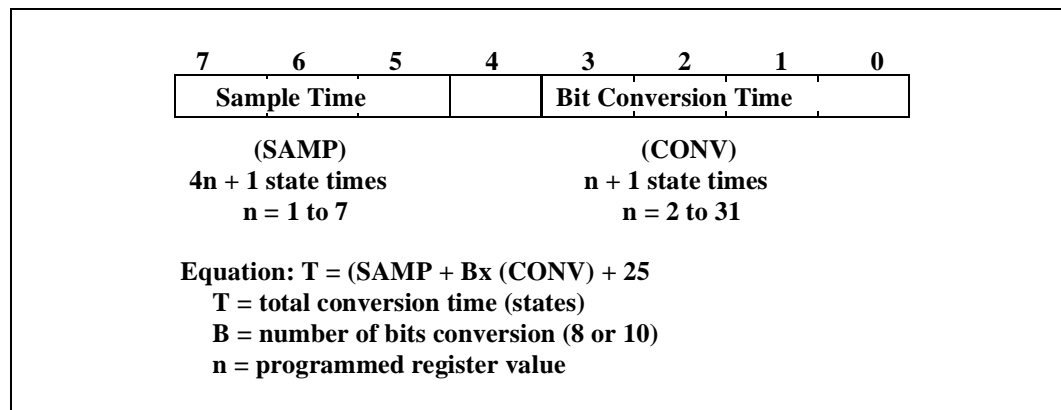 7 6 5 4 3 2 1 0
Sample Time Bit Conversion Time
(SAMP) (CONV)
4n + 1 state times n + 1 state times
n = 1 to 7 n = 2 to 31
Equation: T = (SAMP + Bx (CONV) + 25
T = total conversion time (states)
B = number of bits conversion (8 or 10)
n = programmed register value